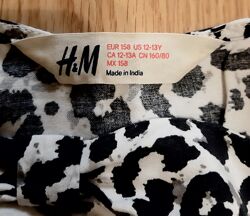 H&M
EUR 158 US 12-13Y
CA 12-13A CN 160/80
MX 158
Made in India